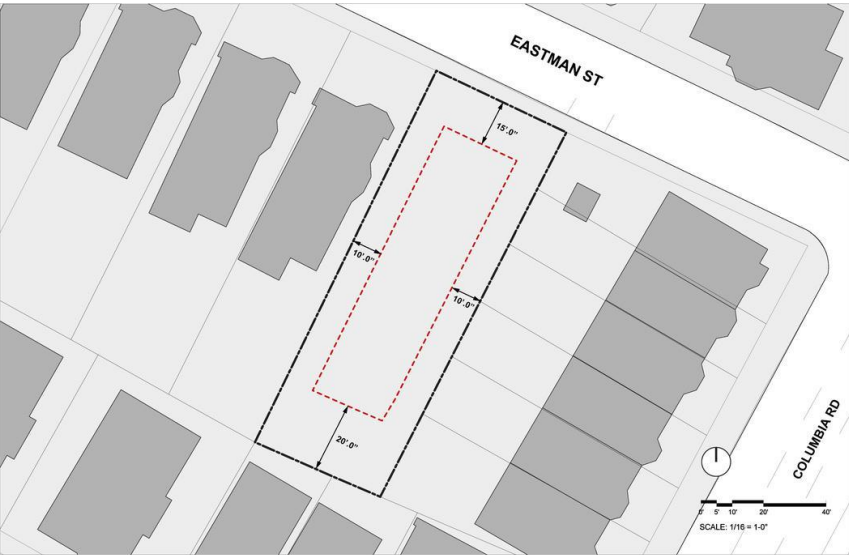 EASTMAN ST
15'.0"
10'.0"
10'.0"
20'.0"
COLUMBIA RD
0' 5' 10' 20' 40'
SCALE: 1/16 = 1-0"